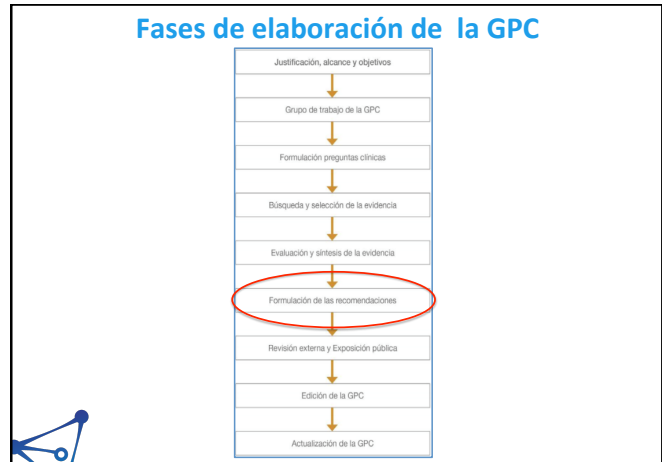 Fases de elaboración de la GPC
Justificación, alcance y objetivos
Grupo de trabajo de la GPC
Formulación preguntas clínicas
Búsqueda y selección de la evidencia
Evaluación y síntesis de la evidencia
Formulación de las recomendaciones
Revisión externa y Exposición pública
Edición de la GPC
Actualización de la GPC